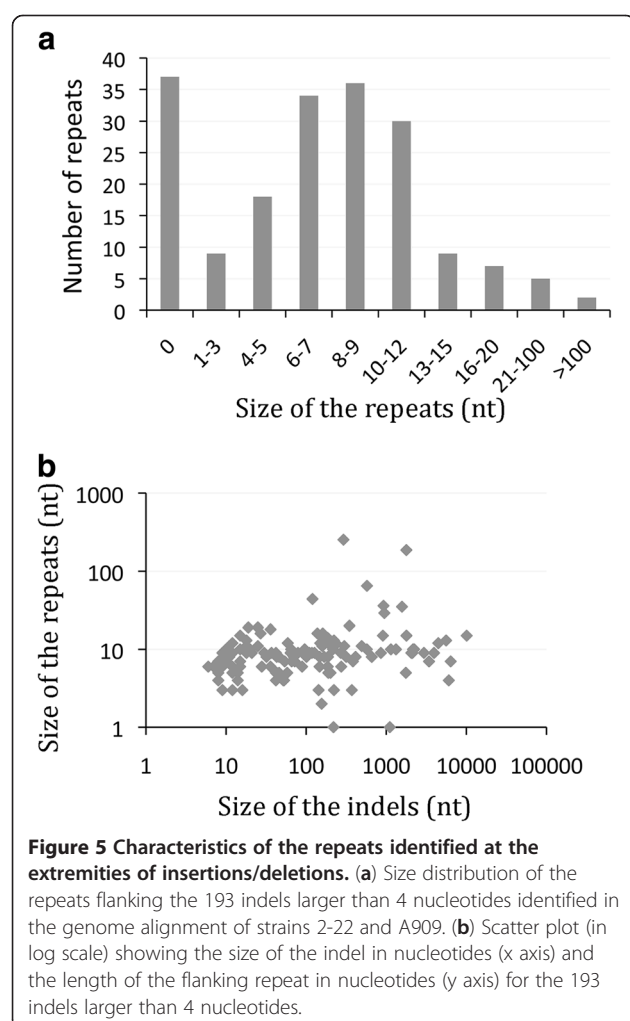 a
40
35
30
25
20
15
10
5
0
Number of repeats
0
1-3
4-5
6-7
8-9
10-12
13-15
16-20
21-100
>100
Size of the repeats (nt)
b
1000
100
10
1
Size of the repeats (nt)
1
10
100
1000
10000
100000
Size of the indels (nt)
Figure 5 Characteristics of the repeats identified at the
extremities of insertions/deletions. (a) Size distribution of the
repeats flanking the 193 indels larger than 4 nucleotides identified in
the genome alignment of strains 2-22 and A909. (b) Scatter plot (in
log scale) showing the size of the indel in nucleotides (x axis) and
the length of the flanking repeat in nucleotides (y axis) for the 193
indels larger than 4 nucleotides.